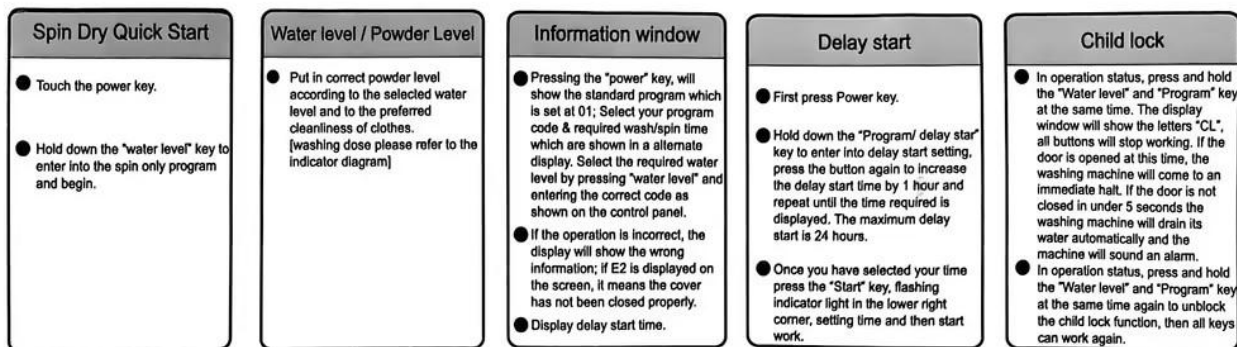 Spin Dry Quick Start
● Touch the power key.
● Hold down the "water level" key to
enter into the spin only program
and begin.
Water level / Powder Level
● Put in correct powder level
according to the selected water
level and to the preferred
cleanliness of clothes.
[washing dose please refer to the
indicator diagram]
Information window
● Pressing the "power" key, will
show the standard program which
is set at 01; Select your program
code & required wash/spin time
which are shown in a alternate
display. Select the required water
level by pressing "water level" and
entering the correct code as
shown on the control panel.
● If the operation is incorrect, the
display will show the wrong
information; if E2 is displayed on
the screen, it means the cover
has not been closed properly.
● Display delay start time.
Delay start
● First press Power key.
● Hold down the "Program/ delay star"
key to enter into delay start setting,
press the button again to increase
the delay start time by 1 hour and
repeat until the time required is
displayed. The maximum delay
start is 24 hours.
● Once you have selected your time
press the "Start" key, flashing
indicator light in the lower right
corner, setting time and then start
work.
Child lock
● In operation status, press and hold
the "Water level" and "Program" key
at the same time. The display
window will show the letters "CL",
all buttons will stop working. If the
door is opened at this time, the
washing machine will come to an
immediate halt. If the door is not
closed in under 5 seconds the
washing machine will drain its
water automatically and the
machine will sound an alarm.
● In operation status, press and hold
the "Water level" and "Program" key
at the same time again to unblock
the child lock function, then all keys
can work again.